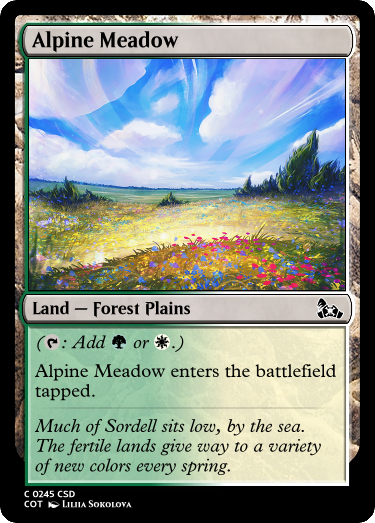 Alpine Meadow
Land — Forest Plains
(: Add or .)
Alpine Meadow enters the battlefield
tapped.
Much of Sordell sits low, by the sea.
The fertile lands give way to a variety
of new colors every spring.
C 0245 CSD
COT Liliia Sokolova